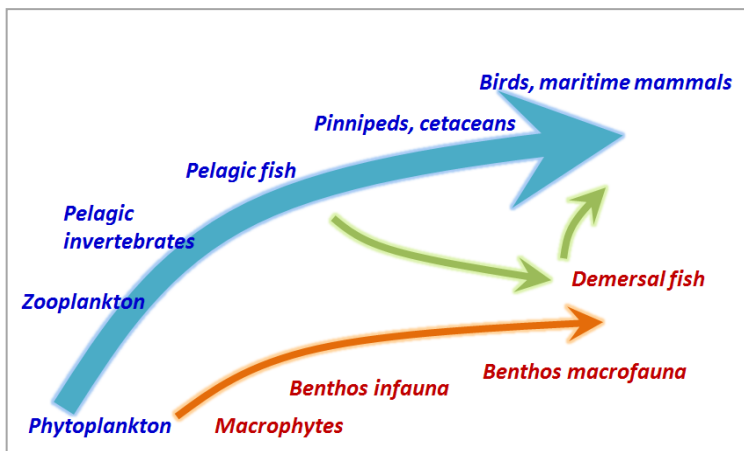 Birds, maritime mammals
Pinnipeds, cetaceans
Pelagic fish
Pelagic
invertebrates
Zooplankton
Demersal fish
Benthos macrofauna
Benthos infauna
Phytoplankton
Macrophytes